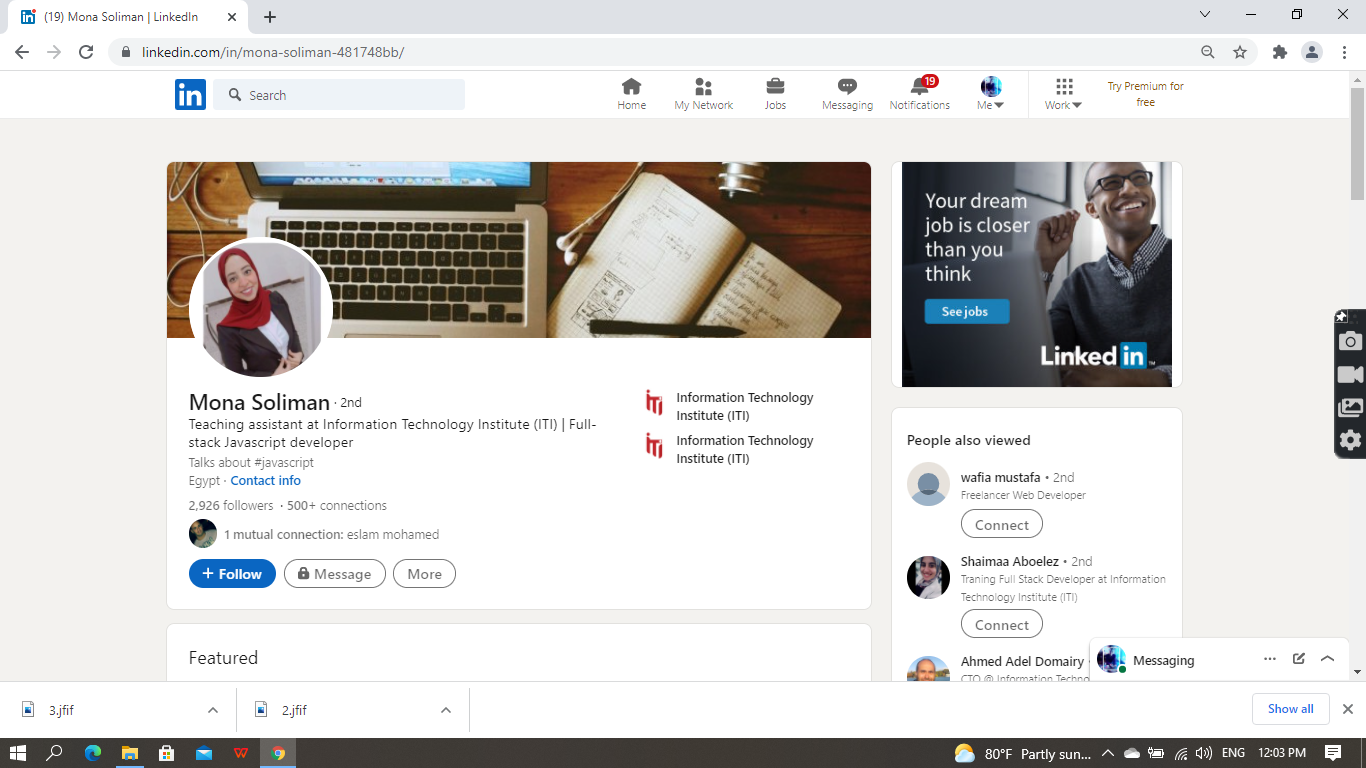 (19) Mona Soliman | LinkedIn
linkedin.com/in/mona-soliman-481748bb/
in
Search
Home
My Network
Jobs
Messaging
19
Notifications
Me
Work
Try Premium for
free
Your dream
job is closer
than you
think
See jobs
Linked in
Mona Soliman · 2nd
Teaching assistant at Information Technology Institute (ITI) | Full-
stack Javascript developer
Talks about #javascript
Egypt · Contact info
2,926 followers · 500+ connections
1 mutual connection: eslam mohamed
+ Follow
Message
More
iTi
Information Technology
Institute (ITI)
iTi
Information Technology
Institute (ITI)
Featured
People also viewed
wafia mustafa • 2nd
Freelancer Web Developer
Connect
Shaimaa Aboelez • 2nd
Traning Full Stack Developer at Information
Technology Institute (ITI)
Connect
Ahmed Adel Domairy
CTO @ Information Techno
Messaging
3.jfif
2.jfif
Show all
W
80°F Partly sun...
ENG
12:03 PM